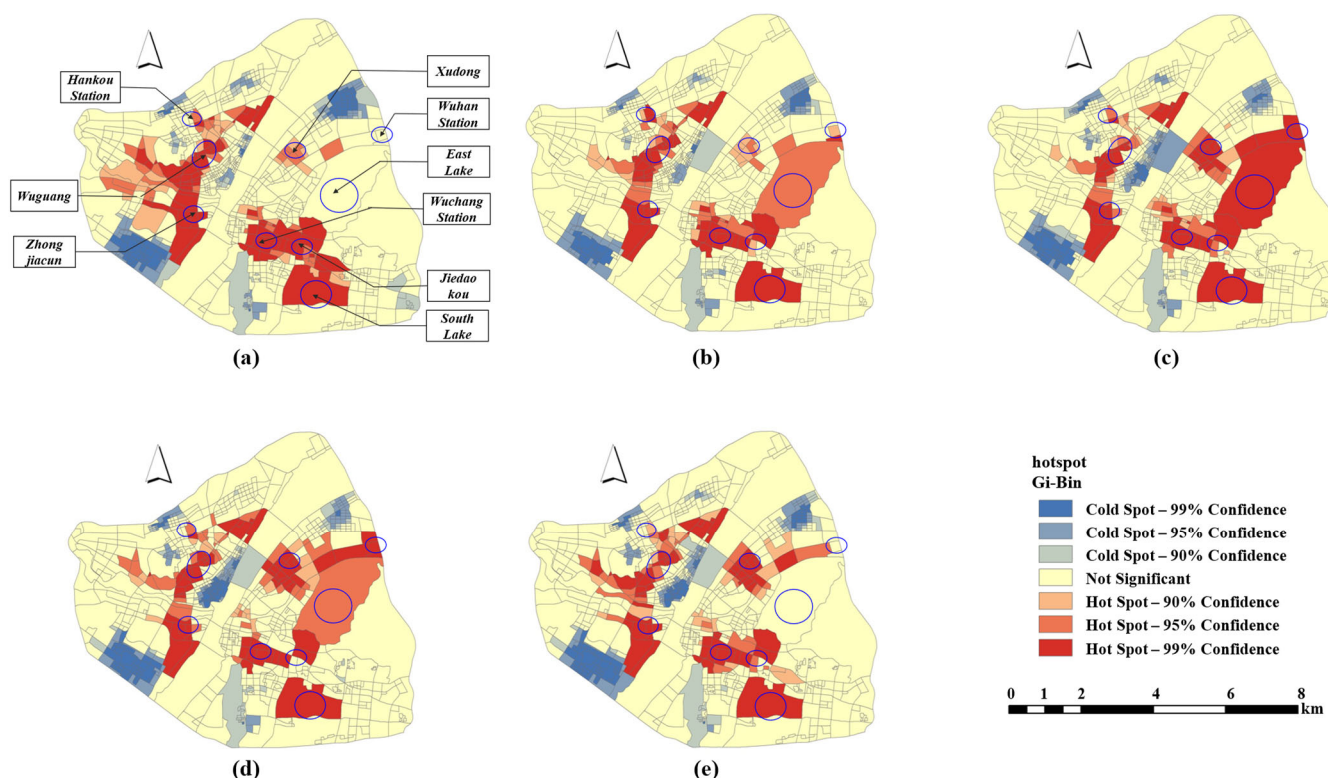 Hankou
Station
Xudong
Wuhan
Station
East
Lake
Wuguang
Wuchang
Station
Zhong
jiacun
Jiedao
kou
South
Lake
(a)
(b)
(c)
hotspot
Gi-Bin
Cold Spot – 99% Confidence
Cold Spot – 95% Confidence
Cold Spot – 90% Confidence
Not Significant
Hot Spot – 90% Confidence
Hot Spot – 95% Confidence
Hot Spot – 99% Confidence
0 1 2 4 6 8
km
(d)
(e)